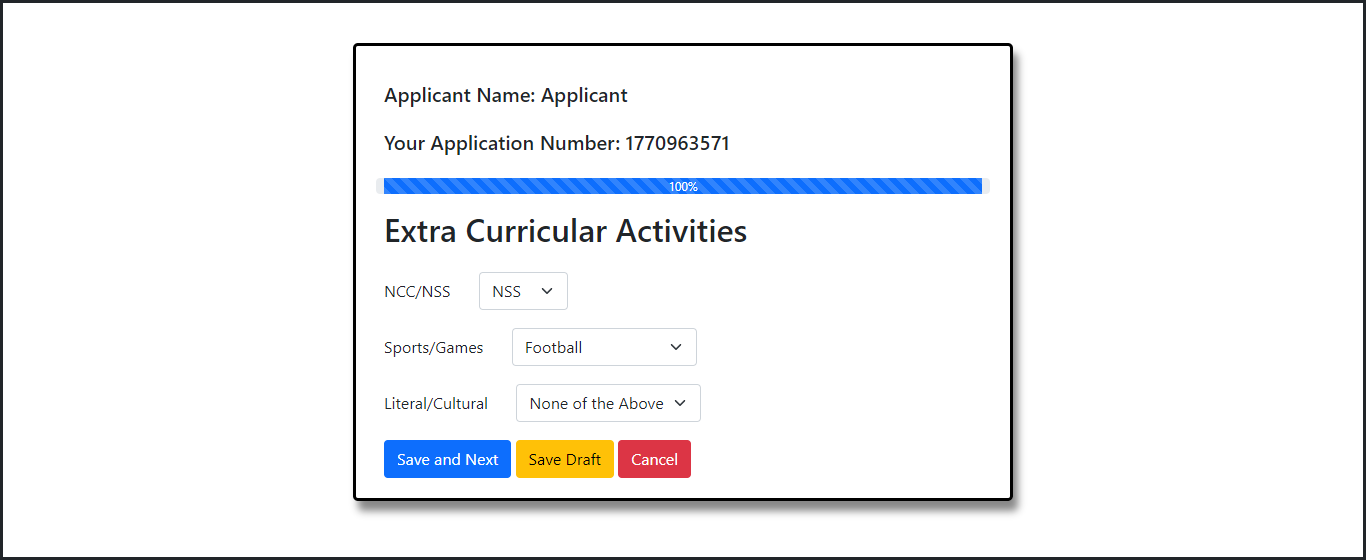 Applicant Name: Applicant
Your Application Number: 1770963571
100%
Extra Curricular Activities
NCC/NSS NSS
Sports/Games Football
Literal/Cultural None of the Above
Save and Next Save Draft Cancel